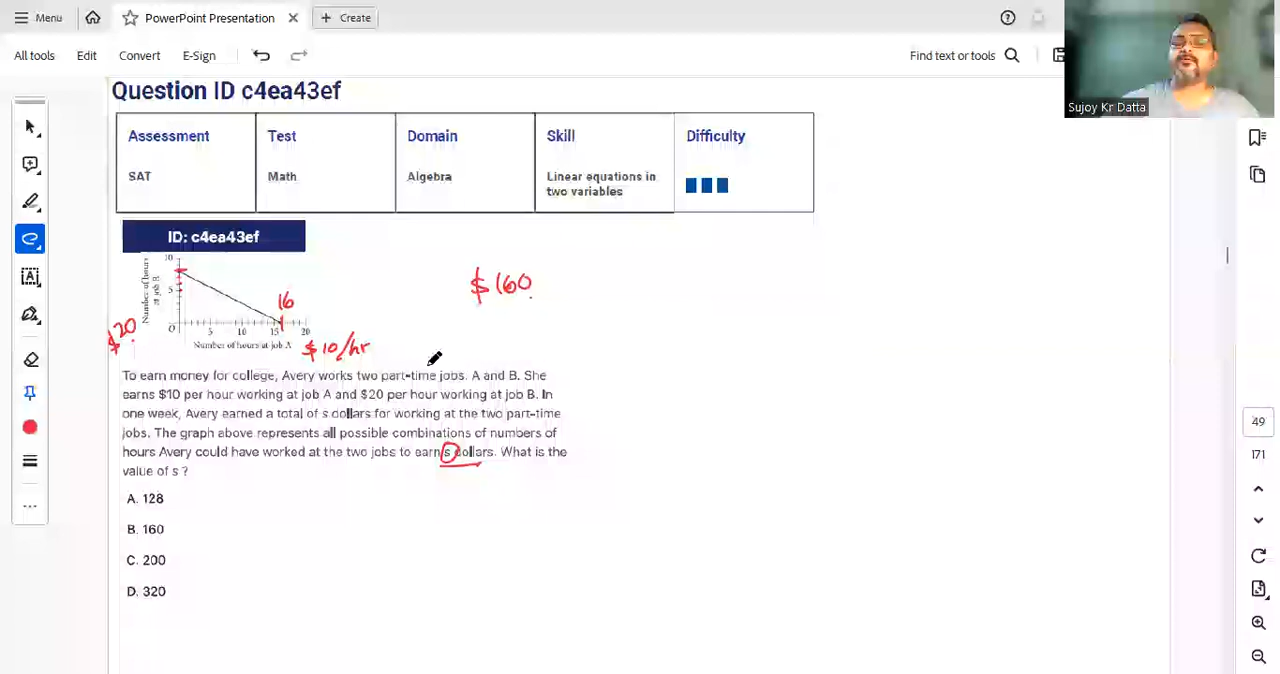 Menu
PowerPoint Presentation
Create
All tools
Edit
Convert
E-Sign
Find text or tools
Sujoy Kr Datta
Question ID c4ea43ef
Assessment
Test
Domain
Skill
Difficulty
SAT
Math
Algebra
Linear equations in
two variables
ID: c4ea43ef
Number of hours
at job B
10
5
O
5
10
15
20
Number of hours at job A
16
$20
$10/hr
$160
To earn money for college, Avery works two part-time jobs. A and B. She
earns $10 per hour working at job A and $20 per hour working at job B. In
one week, Avery earned a total of s dollars for working at the two part-time
jobs. The graph above represents all possible combinations of numbers of
hours Avery could have worked at the two jobs to earn s dollars. What is the
value of s ?
A. 128
B. 160
C. 200
D. 320
49
171